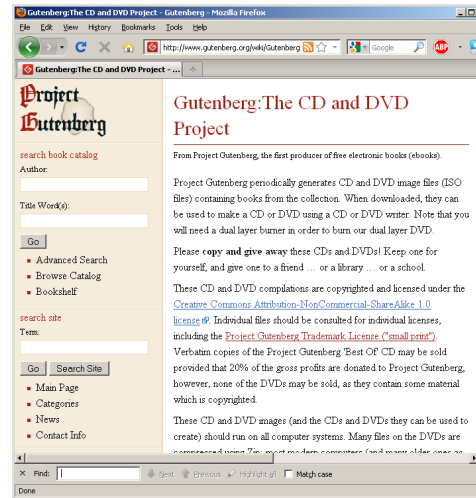 Gutenberg:The CD and DVD Project - Gutenberg - Mozilla Firefox
File Edit View History Bookmarks Tools Help
http://www.gutenberg.org/wiki/Gutenberg Google ABP
Gutenberg:The CD and DVD Project - ...
Project
Gutenberg
search book catalog
Author:
Title Word(s):
Go
Advanced Search
Browse Catalog
Bookshelf
search site
Term:
Go Search Site
Main Page
Categories
News
Contact Info
Gutenberg:The CD and DVD
Project
From Project Gutenberg, the first producer of free electronic books (ebooks).
Project Gutenberg periodically generates CD and DVD image files (ISO
files) containing books from the collection. When downloaded, they can
be used to make a CD or DVD using a CD or DVD writer. Note that you
will need a dual layer burner in order to burn our dual layer DVD.
Please copy and give away these CDs and DVDs! Keep one for
yourself, and give one to a friend … or a library … or a school.
These CD and DVD compilations are copyrighted and licensed under the
Creative Commons Attribution-NonCommercial-ShareAlike 1.0
license. Individual files should be consulted for individual licenses,
including the Project Gutenberg Trademark License ("small print").
Verbatim copies of the Project Gutenberg 'Best Of' CD may be sold
provided that 20% of the gross profits are donated to Project Gutenberg,
however, none of the DVDs may be sold, as they contain some material
which is copyrighted.
These CD and DVD images (and the CDs and DVDs they can be used to
create) should run on all computer systems. Many files on the DVDs are
compressed using Zip; most modern computers (and many older ones as
Find: Next Previous Highlight all Match case
Done